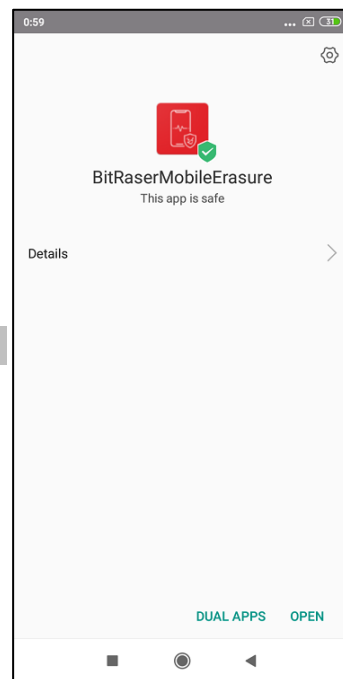 0:59
... 31
BitRaserMobileErasure
This app is safe
Details
DUAL APPS OPEN